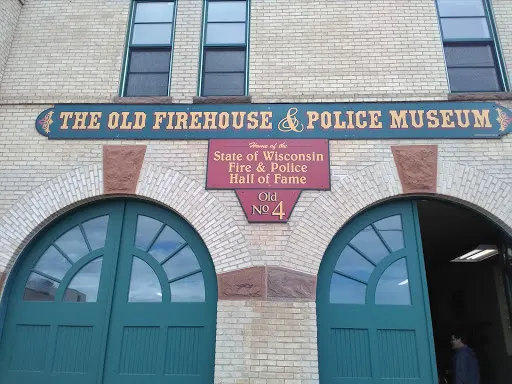 THE OLD FIREHOUSE & POLICE MUSEUM
Home of the
State of Wisconsin
Fire & Police
Hall of Fame
Old
No 4